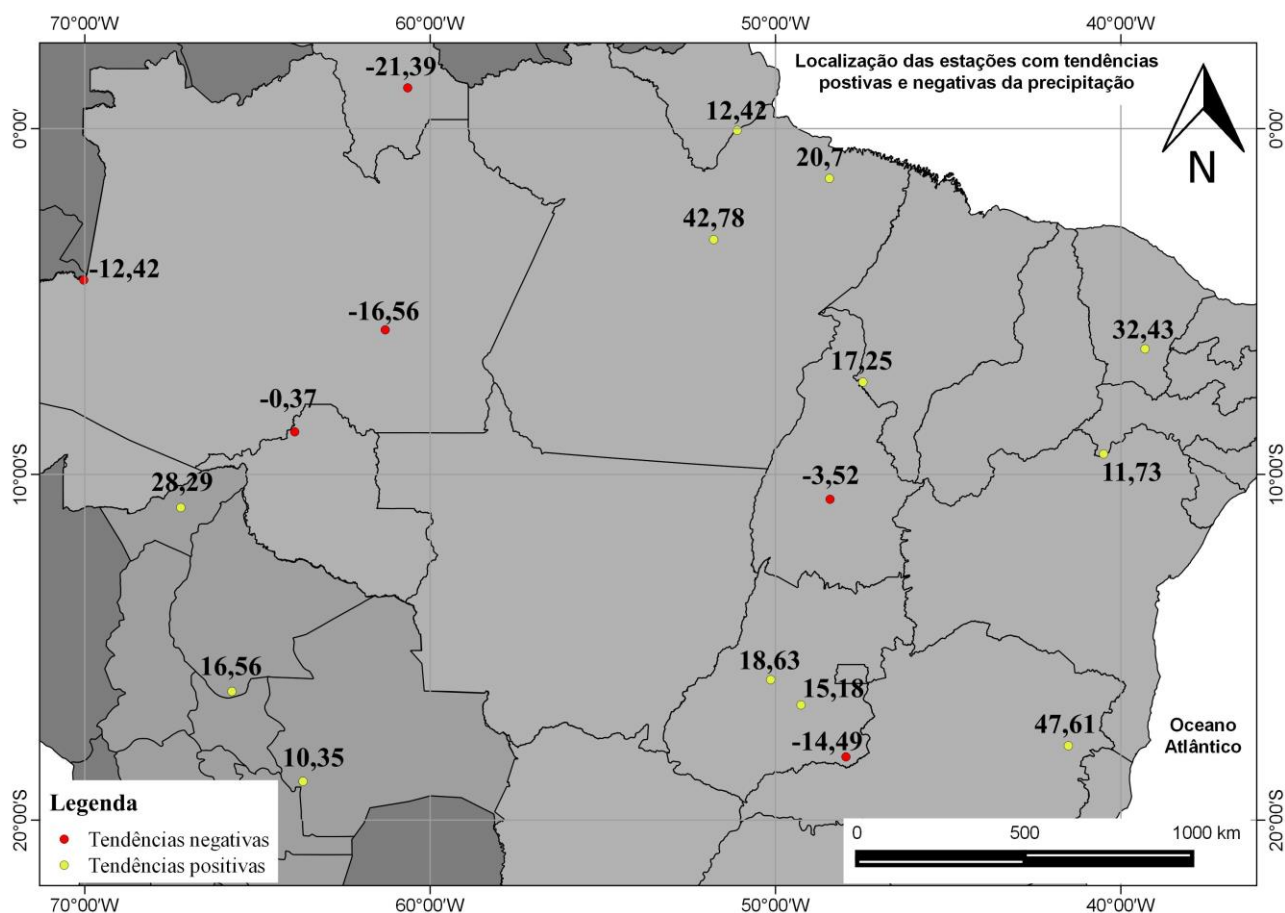 70°00'W 60°00'W 50°00'W 40°00'W
Localização das estações com tendências
postivas e negativas da precipitação
-21,39
12,42
0°00' 0°00'
N
20,7
42,78
-12,42
-16,56
32,43
17,25
-0,37
10°00'S 10°00'S
28,29
-3,52
11,73
16,56
18,63
15,18
47,61
-14,49
Oceano
Atlântico
10,35
Legenda
Tendências negativas
Tendências positivas
20°00'S 20°00'S
0 500 1000 km
70°00'W 60°00'W 50°00'W 40°00'W